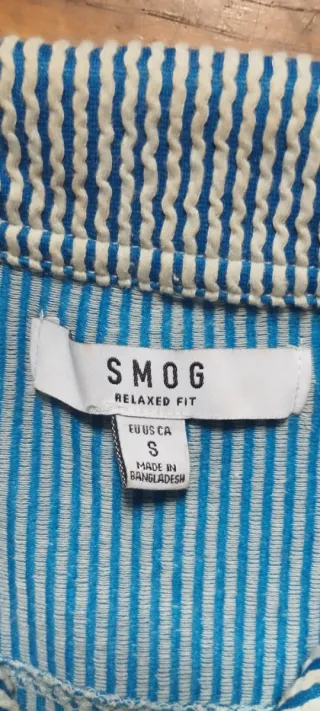 SMOG
RELAXED FIT
EU US CA
S
MADE IN
BANGLADESH